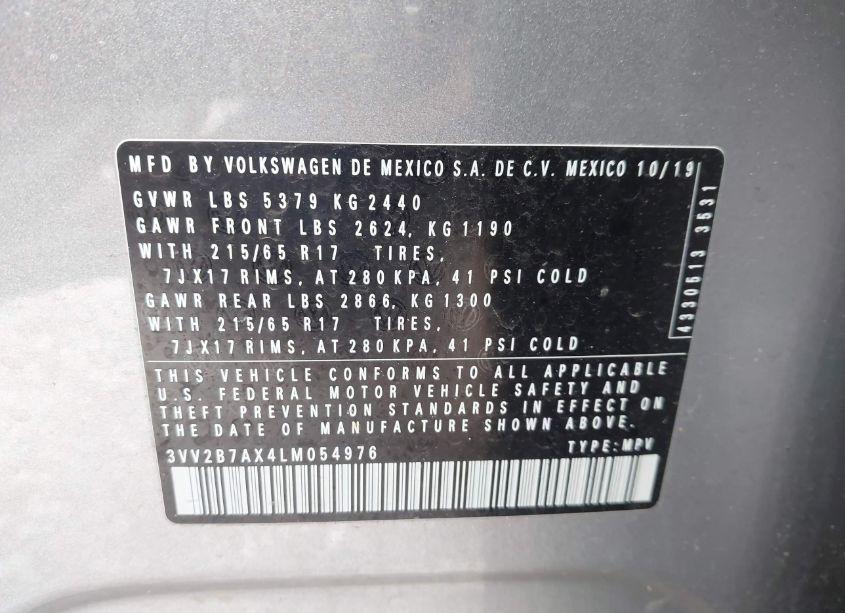 MFD BY VOLKSWAGEN DE MEXICO S.A. DE C.V. MEXICO 10/19
GVWR LBS 5379 KG 2440
GAWR FRONT LBS 2624, KG 1190
WITH 215/65 R17 TIRES,
7JX17 RIMS, AT 280 KPA, 41 PSI COLD
GAWR REAR LBS 2866, KG 1300
WITH 215/65 R17 TIRES,
7JX17 RIMS, AT 280 KPA, 41 PSI COLD
4330513 3531
THIS VEHICLE CONFORMS TO ALL APPLICABLE
U.S. FEDERAL MOTOR VEHICLE SAFETY AND
THEFT PREVENTION STANDARDS IN EFFECT ON
THE DATE OF MANUFACTURE SHOWN ABOVE.
3VV2B7AX4LM054976 TYPE: MPV